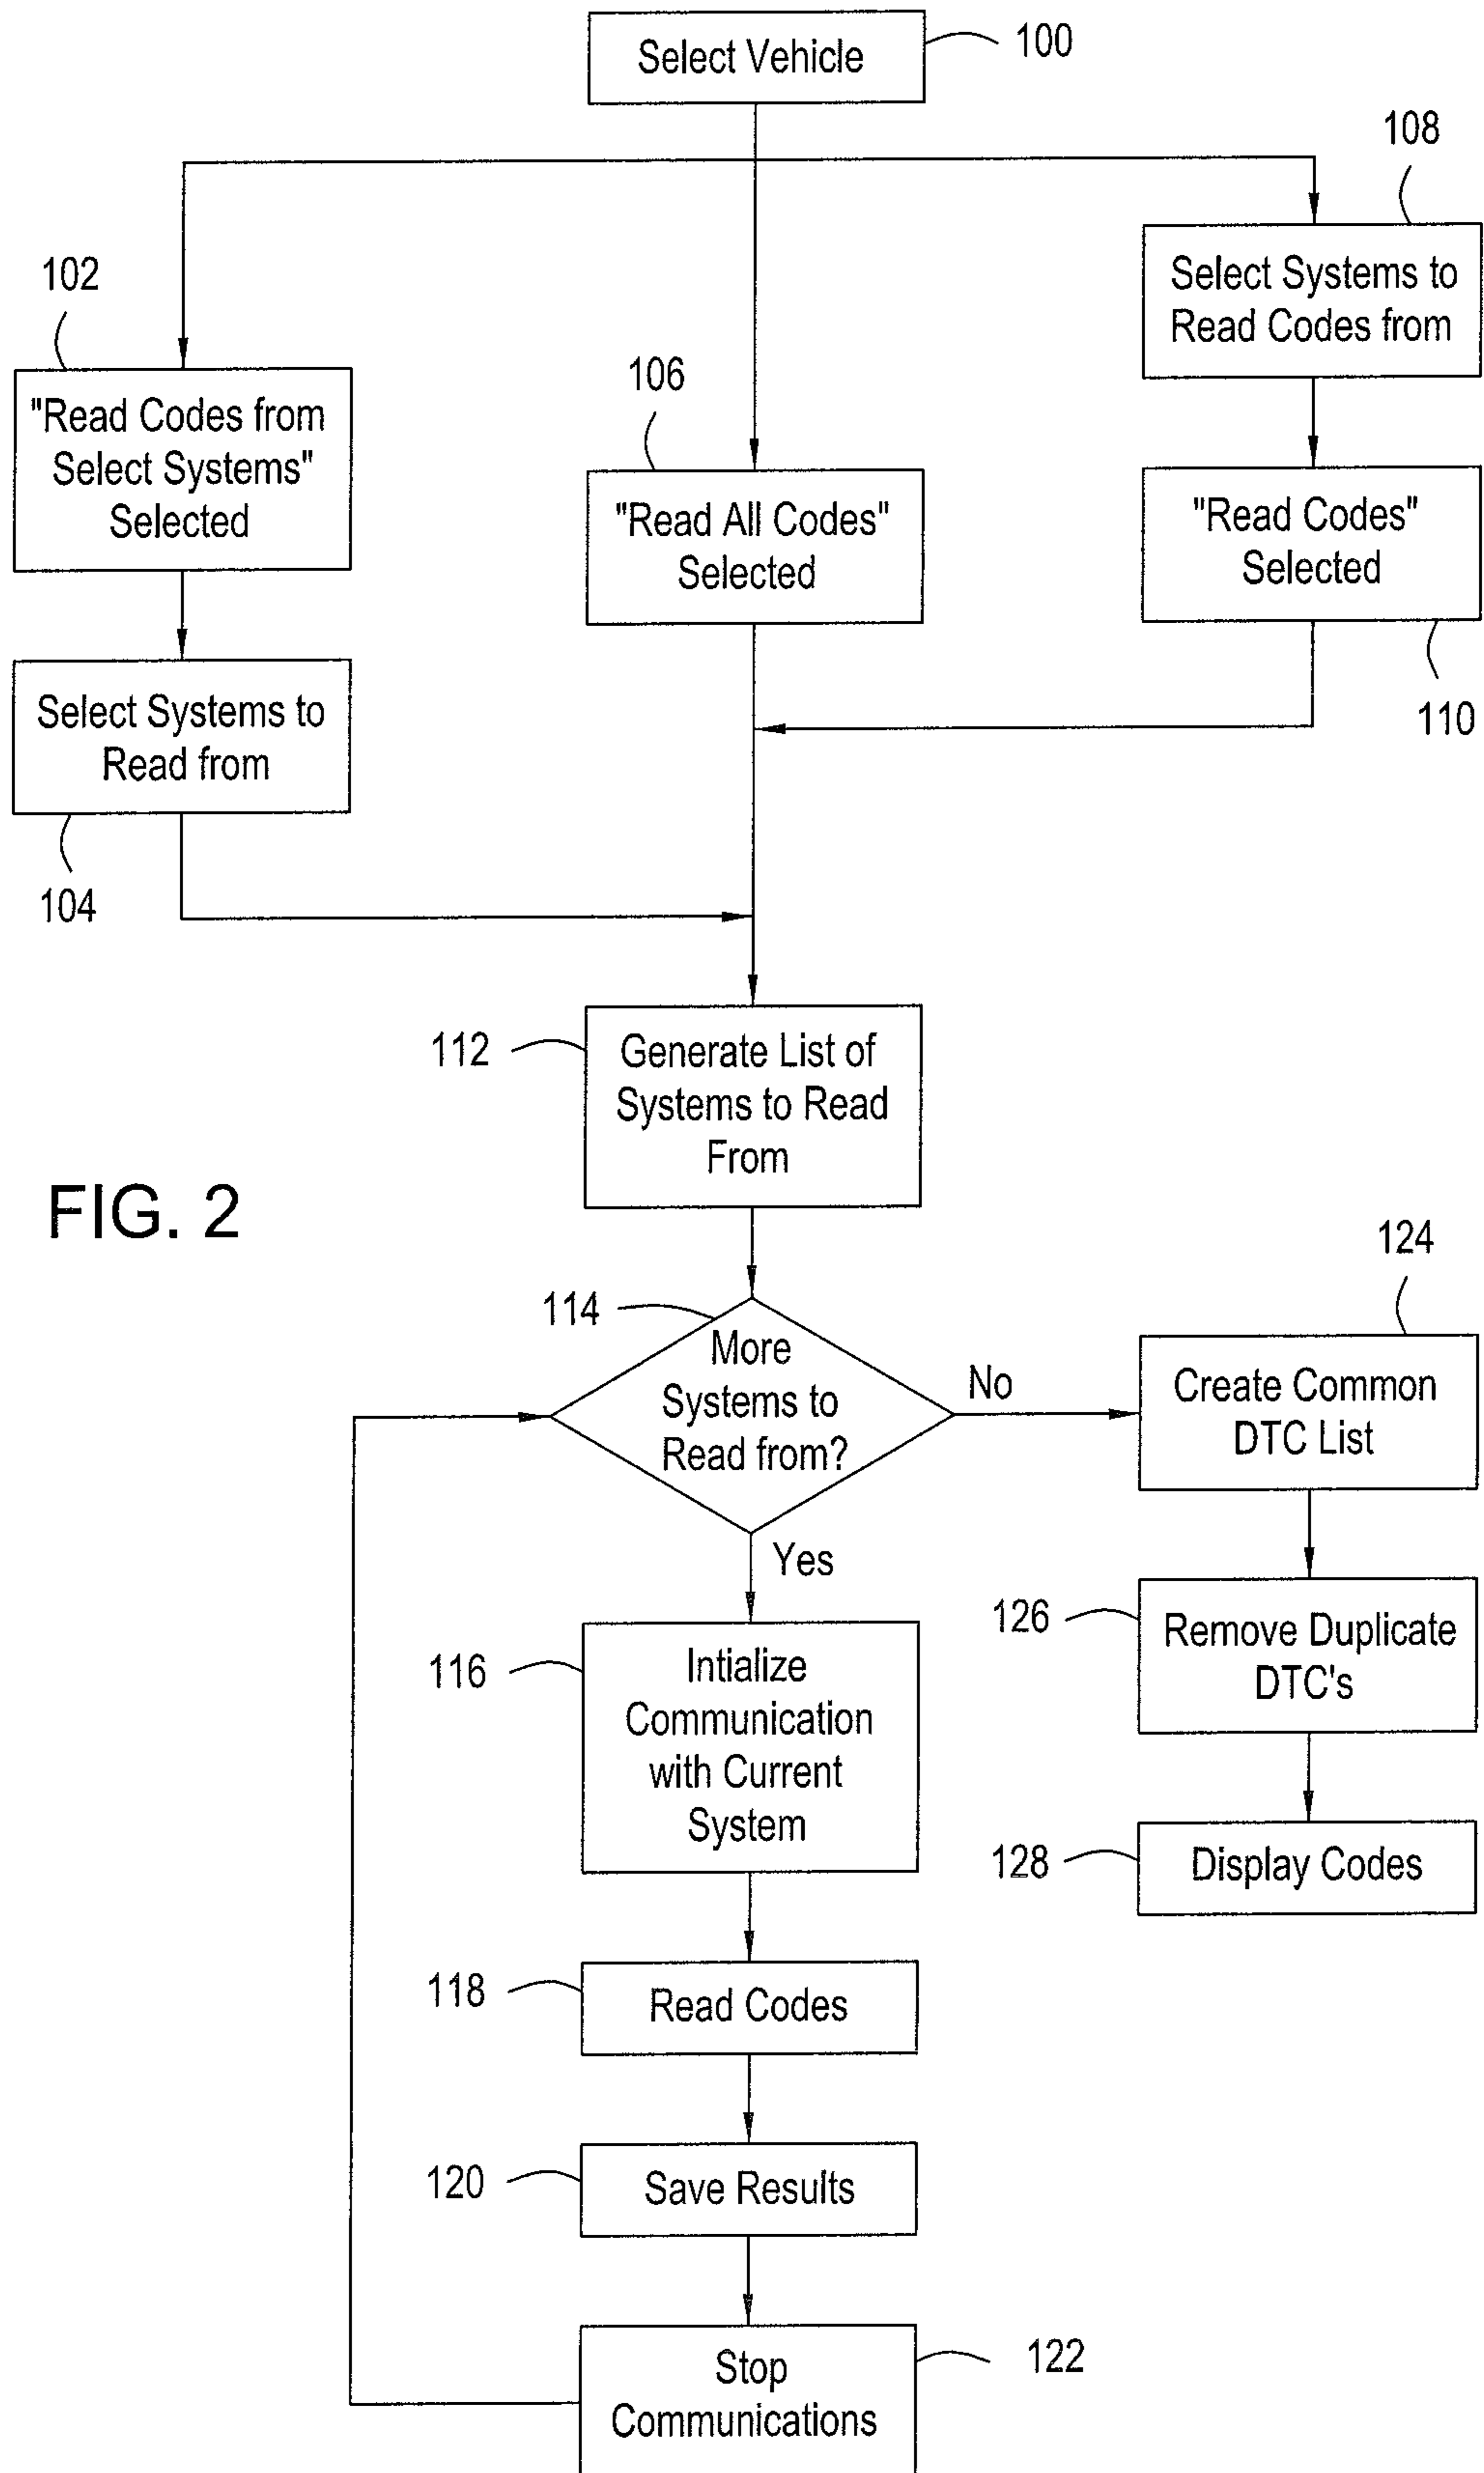 Select Vehicle
100
108
Select Systems to
Read Codes from
102
"Read Codes from
Select Systems"
Selected
106
"Read All Codes"
Selected
"Read Codes"
Selected
110
Select Systems to
Read from
104
112
Generate List of
Systems to Read
From
FIG. 2
114
More
Systems to
Read from?
No
Yes
124
Create Common
DTC List
126
Remove Duplicate
DTC's
128
Display Codes
116
Intialize
Communication
with Current
System
118
Read Codes
120
Save Results
122
Stop
Communications